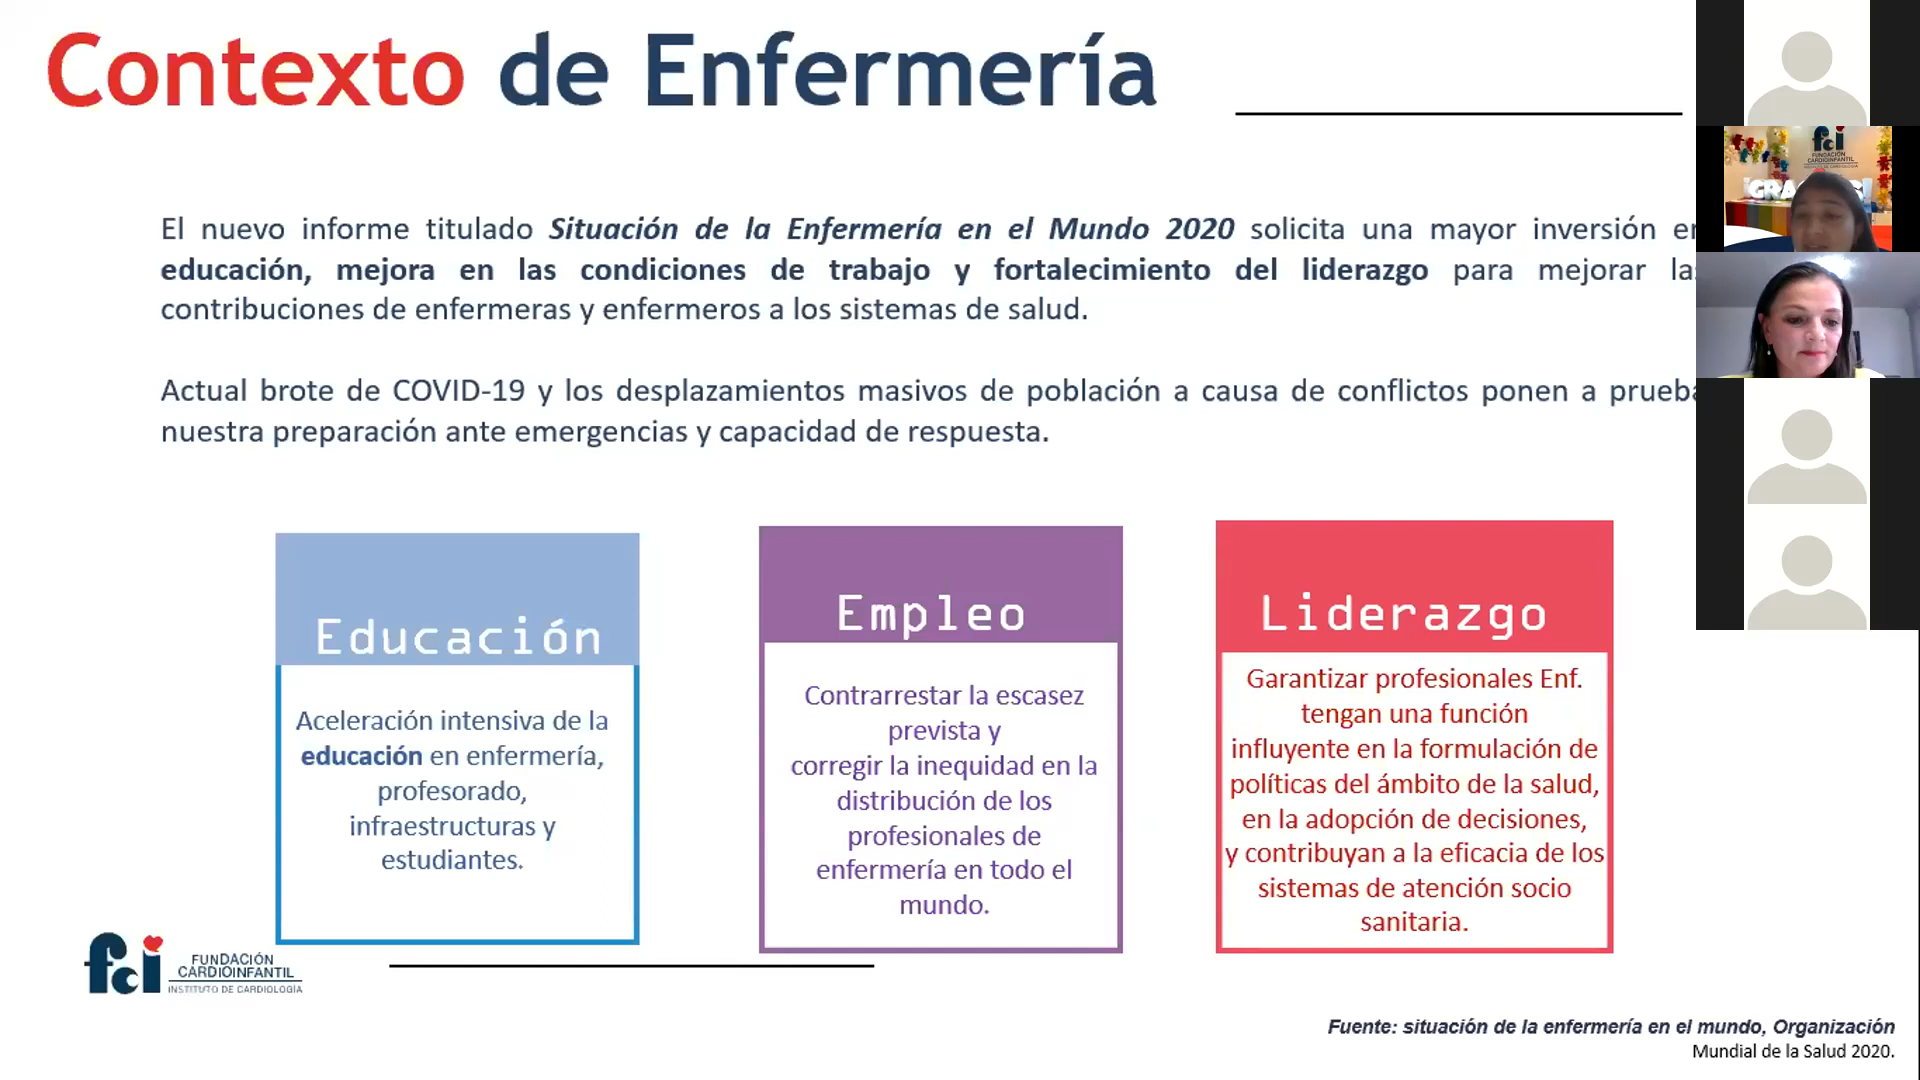 Contexto de Enfermería
El nuevo informe titulado Situación de la Enfermería en el Mundo 2020 solicita una mayor inversión en
educación, mejora en las condiciones de trabajo y fortalecimiento del liderazgo para mejorar las
contribuciones de enfermeras y enfermeros a los sistemas de salud.
Actual brote de COVID-19 y los desplazamientos masivos de población a causa de conflictos ponen a prueba
nuestra preparación ante emergencias y capacidad de respuesta.
Educación
Aceleración intensiva de la
educación en enfermería,
profesorado,
infraestructuras y
estudiantes.
Empleo
Contrarrestar la escasez
prevista y
corregir la inequidad en la
distribución de los
profesionales de
enfermería en todo el
mundo.
Liderazgo
Garantizar profesionales Enf.
tengan una función
influyente en la formulación de
políticas del ámbito de la salud,
en la adopción de decisiones,
y contribuyan a la eficacia de los
sistemas de atención socio
sanitaria.
fci
FUNDACIÓN
CARDIOINFANTIL
INSTITUTO DE CARDIOLOGÍA
Fuente: situación de la enfermería en el mundo, Organización
Mundial de la Salud 2020.
fci
FUNDACIÓN
CARDIOINFANTIL